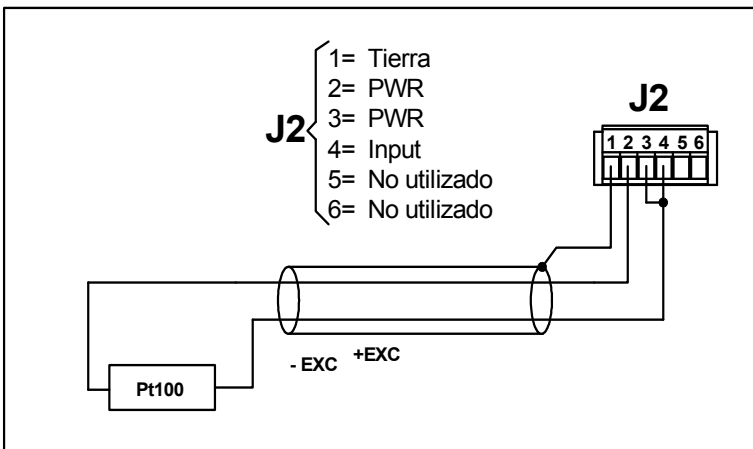 J2
1= Tierra
2= PWR
3= PWR
4= Input
5= No utilizado
6= No utilizado
J2
1 2 3 4 5 6
- EXC +EXC
Pt100